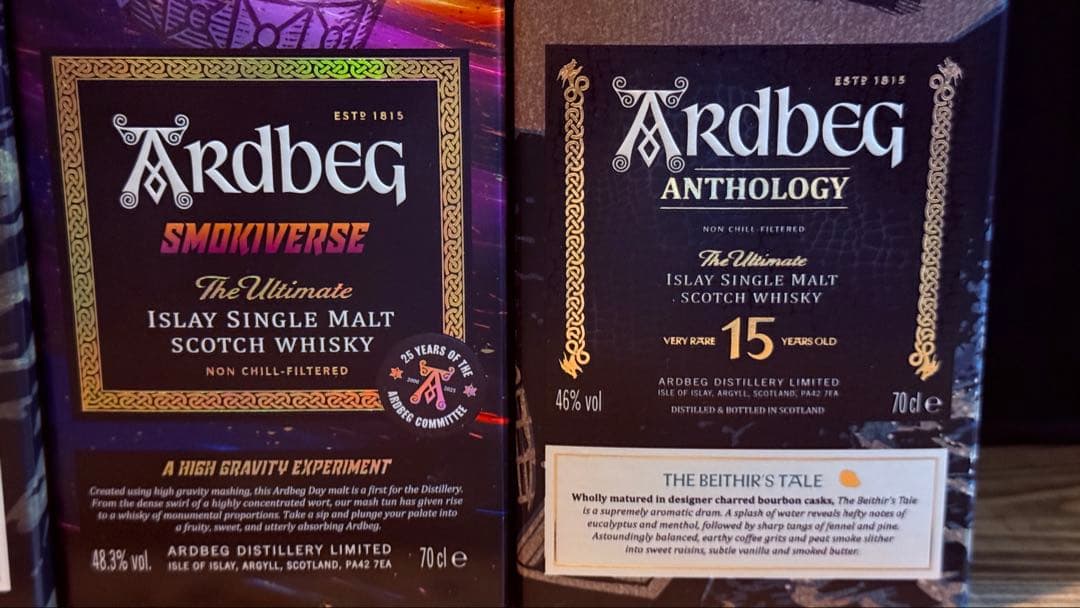 ESTD 1815
ARDBEG
SMOKIVERSE
The Ultimate
ISLAY SINGLE MALT
SCOTCH WHISKY
NON CHILL-FILTERED
25 YEARS OF THE
2000 2025
ARDBEG COMMITTEE
A HIGH GRAVITY EXPERIMENT
Created using high gravity mashing, this Ardbeg Day malt is a first for the Distillery.
From the dense swirl of a highly concentrated wort, our mash tun has given rise
to a whisky of monumental proportions. Take a sip and plunge your palate into
a fruity, sweet, and utterly absorbing Ardbeg.
48.3% vol.
ARDBEG DISTILLERY LIMITED
ISLE OF ISLAY, ARGYLL, SCOTLAND, PA42 7EA
70 cl e
ESTD 1815
ARDBEG
ANTHOLOGY
NON CHILL-FILTERED
The Ultimate
ISLAY SINGLE MALT
SCOTCH WHISKY
VERY RARE 15 YEARS OLD
ARDBEG DISTILLERY LIMITED
ISLE OF ISLAY, ARGYLL, SCOTLAND, PA42 7EA
DISTILLED & BOTTLED IN SCOTLAND
46% vol
70 cl e
THE BEITHIR'S TALE
Wholly matured in designer charred bourbon casks, The Beithir's Tale
is a supremely aromatic dram. A splash of water reveals hefty notes of
eucalyptus and menthol, followed by sharp tangs of fennel and pine.
Astoundingly balanced, earthy coffee grits and peat smoke slither
into sweet raisins, subtle vanilla and smoked butter.